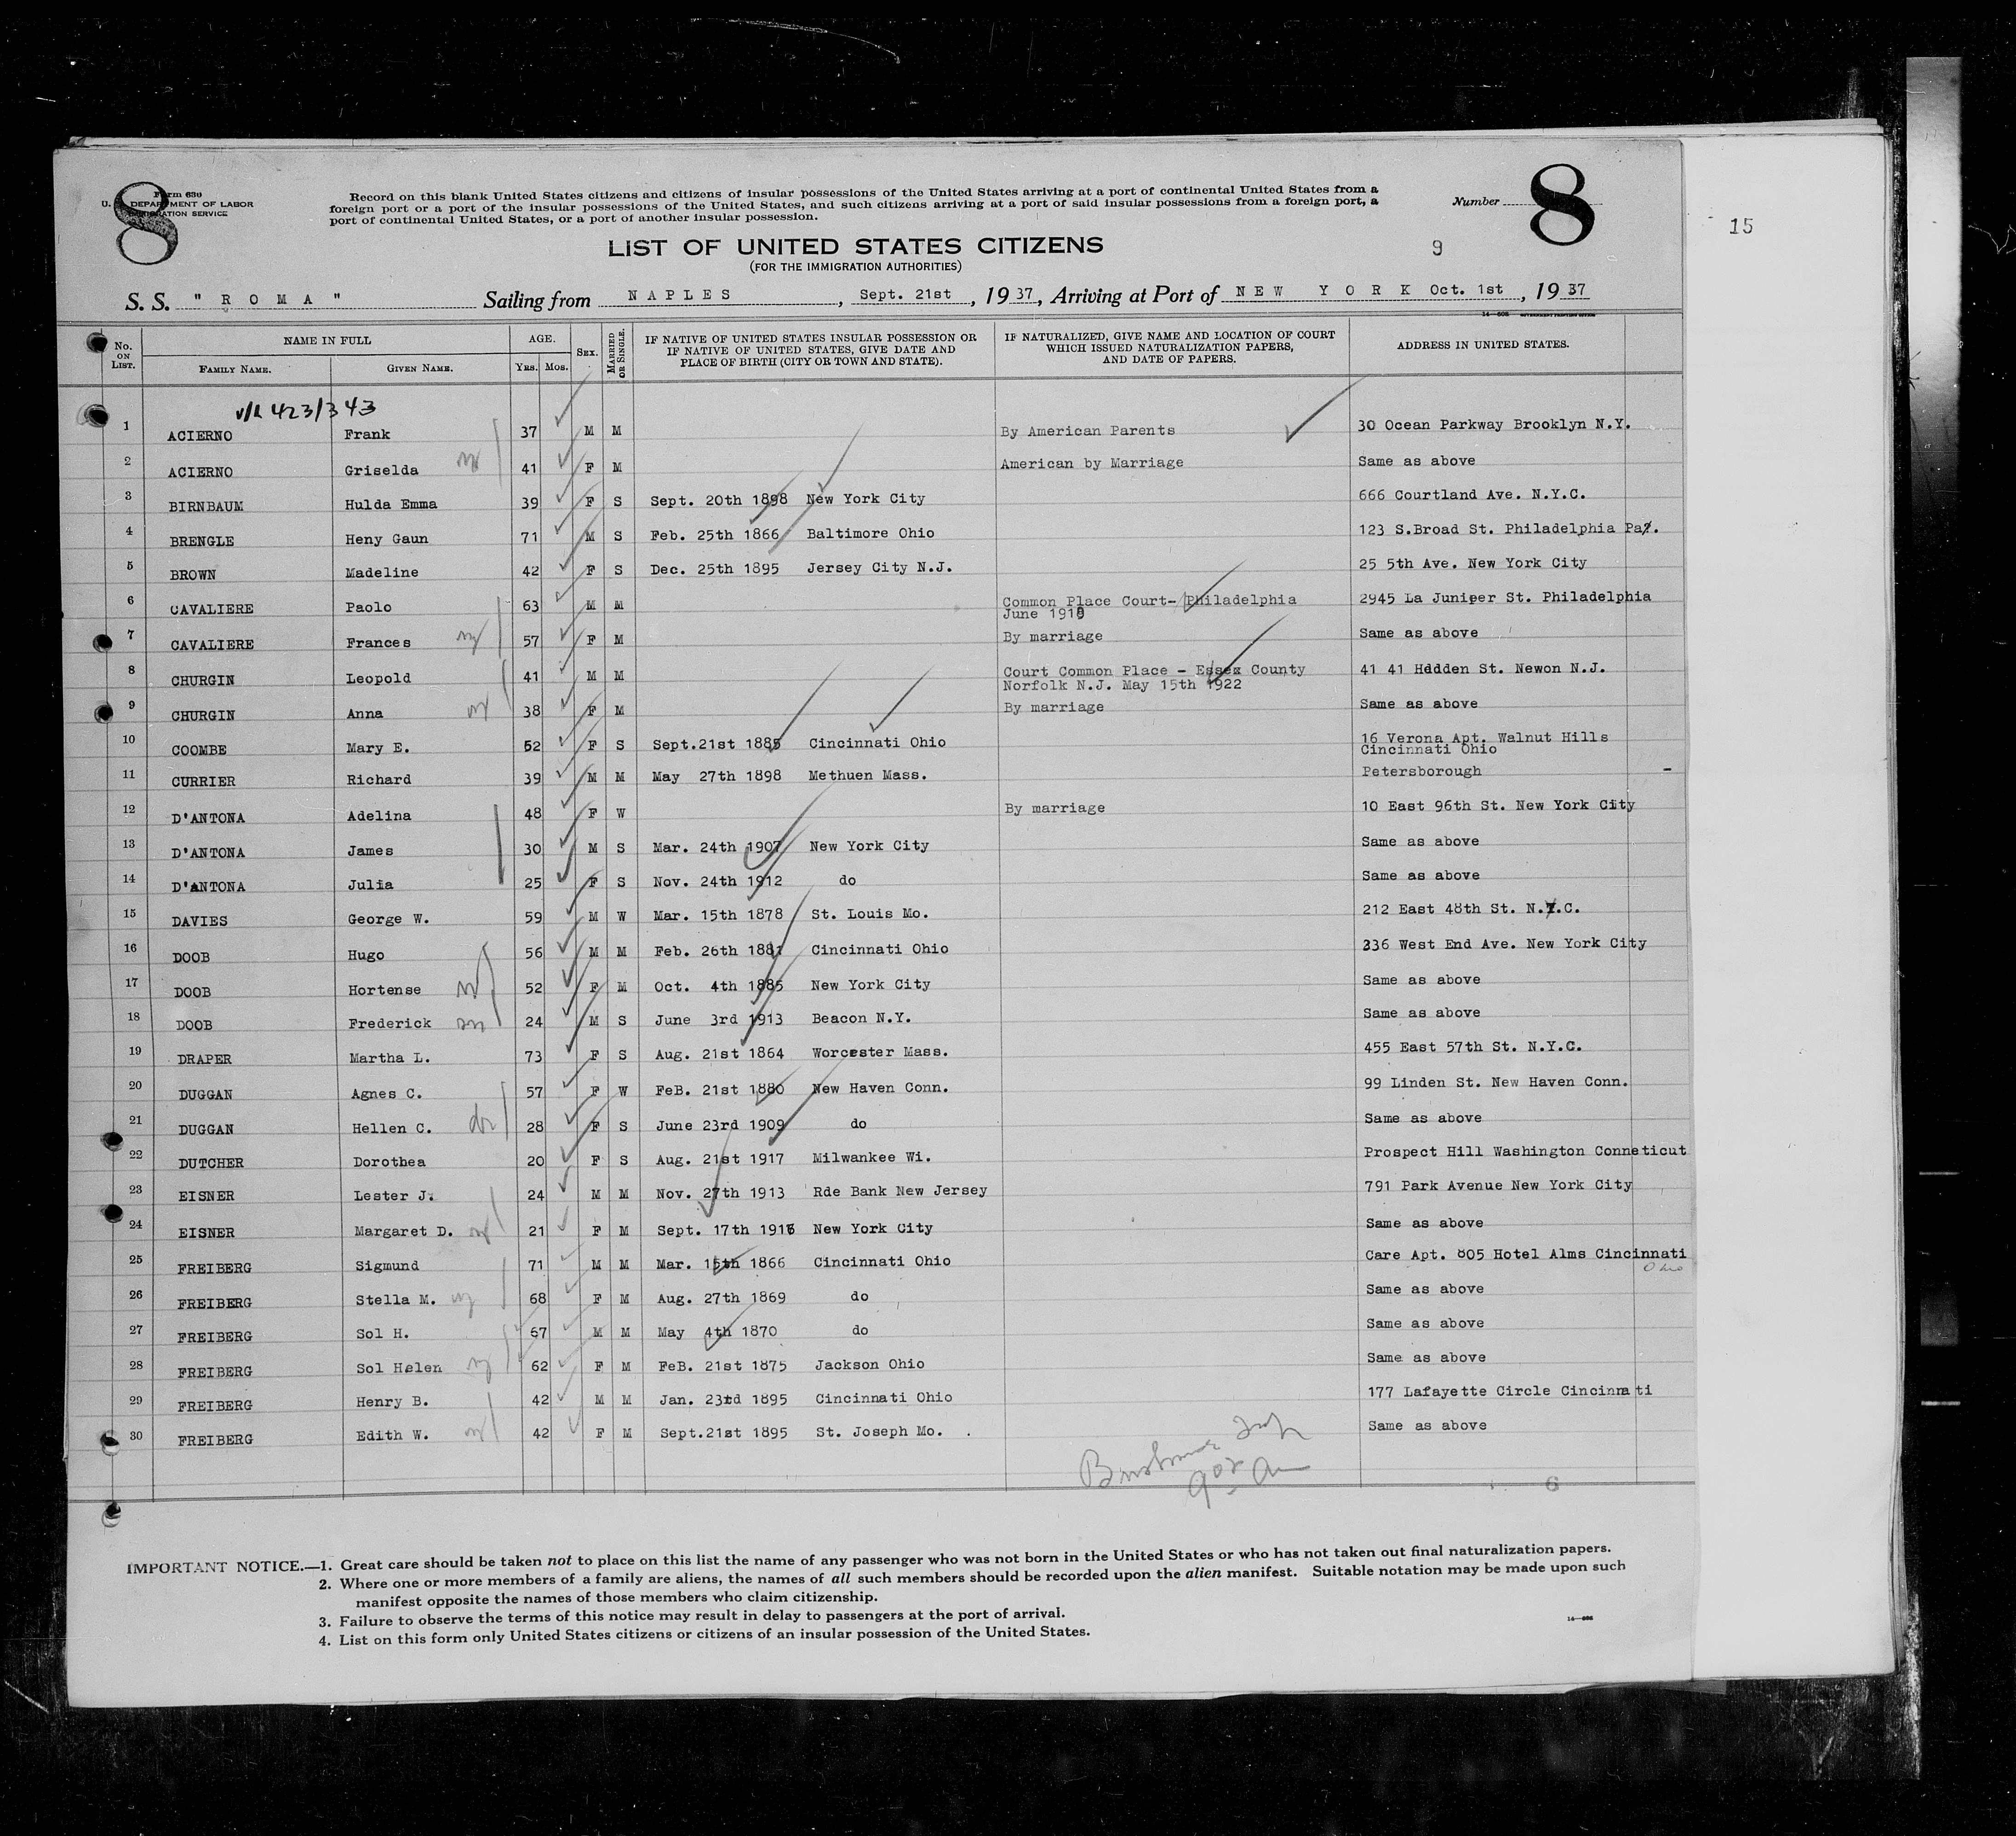 8
Form 630
U. S. DEPARTMENT OF LABOR
IMMIGRATION SERVICE
Record on this blank United States citizens and citizens of insular possessions of the United States arriving at a port of continental United States from a
foreign port or a port of the insular possessions of the United States, and such citizens arriving at a port of said insular possessions from a foreign port, a
port of continental United States, or a port of another insular possession.
Number 8
15
LIST OF UNITED STATES CITIZENS
9
(FOR THE IMMIGRATION AUTHORITIES)
S. S. " R O M A " Sailing from N A P L E S , Sept. 21st , 19 37, Arriving at Port of N E W Y O R K Oct. 1st , 19 37
No. ON LIST. NAME IN FULL AGE. SEX. MARRIED OR SINGLE. IF NATIVE OF UNITED STATES INSULAR POSSESSION OR IF NATIVE OF UNITED STATES, GIVE DATE AND PLACE OF BIRTH (CITY OR TOWN AND STATE). IF NATURALIZED, GIVE NAME AND LOCATION OF COURT WHICH ISSUED NATURALIZATION PAPERS, AND DATE OF PAPERS. ADDRESS IN UNITED STATES.
FAMILY NAME. GIVEN NAME. YRS. MOS.
423/343
1 ACIERNO Frank 37 M M By American Parents 30 Ocean Parkway Brooklyn N.Y.
2 ACIERNO Griselda 41 F M American by Marriage Same as above
3 BIRNBAUM Hulda Emma 39 F S Sept. 20th 1898 New York City 666 Courtland Ave. N.Y.C.
4 BRENGLE Heny Gaun 71 M S Feb. 25th 1866 Baltimore Ohio 123 S.Broad St. Philadelphia Pa.
5 BROWN Madeline 42 F S Dec. 25th 1895 Jersey City N.J. 25 5th Ave. New York City
6 CAVALIERE Paolo 63 M M Common Place Court- Philadelphia 2945 La Juniper St. Philadelphia
June
7 CAVALIERE Frances 57 F M By marriage Same as above
8 CHURGIN Leopold 41 M M Court Common Place - Essex County 41 41 Hddden St. Newon N.J.
Norfolk N.J. May 15th 1922
9 CHURGIN Anna 38 F M By marriage Same as above
10 COOMBE Mary E. 52 F S Sept.21st 1885 Cincinnati Ohio 16 Verona Apt. Walnut Hills
Cincinnati Ohio
11 CURRIER Richard 39 M M May 27th 1898 Methuen Mass. Petersborough -
12 D'ANTONA Adelina 48 F W By marriage 10 East 96th St. New York City
13 D'ANTONA James 30 M S Mar. 24th 1907 New York City Same as above
14 D'ANTONA Julia 25 F S Nov. 24th 1912 do Same as above
15 DAVIES George W. 59 M W Mar. 15th 1878 St. Louis Mo. 212 East 48th St. N.Y.C.
16 DOOB Hugo 56 M M Feb. 26th 1881 Cincinnati Ohio 336 West End Ave. New York City
17 DOOB Hortense 52 F M Oct. 4th 1885 New York City Same as above
18 DOOB Frederick 24 M S June 3rd 1913 Beacon N.Y. Same as above
19 DRAPER Martha L. 73 F S Aug. 21st 1864 Worcester Mass. 455 East 57th St. N.Y.C.
20 DUGGAN Agnes C. 57 F W FeB. 21st 1880 New Haven Conn. 99 Linden St. New Haven Conn.
21 DUGGAN Hellen C. 28 F S June 23rd 1909 do Same as above
22 DUTCHER Dorothea 20 F S Aug. 21st 1917 Milwankee Wi. Prospect Hill Washington Conneticut
23 EISNER Lester J. 24 M M Nov. 27th 1913 Rde Bank New Jersey 791 Park Avenue New York City
24 EISNER Margaret D. 21 F M Sept. 17th 1916 New York City Same as above
25 FREIBERG Sigmund 71 M M Mar. 15th 1866 Cincinnati Ohio Care Apt. 805 Hotel Alms Cincinnati
Ohio
26 FREIBERG Stella M. 68 F M Aug. 27th 1869 do Same as above
27 FREIBERG Sol H. 67 M M May 4th 1870 do Same as above
28 FREIBERG Sol Helen 62 F M FeB. 21st 1875 Jackson Ohio Same as above
29 FREIBERG Henry B. 42 M M Jan. 23rd 1895 Cincinnati Ohio 177 Lafayette Circle Cincinnati
30 FREIBERG Edith W. 42 F M Sept.21st 1895 St. Joseph Mo. . Same as above
6
IMPORTANT NOTICE.—1. Great care should be taken not to place on this list the name of any passenger who was not born in the United States or who has not taken out final naturalization papers.
2. Where one or more members of a family are aliens, the names of all such members should be recorded upon the alien manifest. Suitable notation may be made upon such
manifest opposite the names of those members who claim citizenship.
3. Failure to observe the terms of this notice may result in delay to passengers at the port of arrival.
4. List on this form only United States citizens or citizens of an insular possession of the United States.